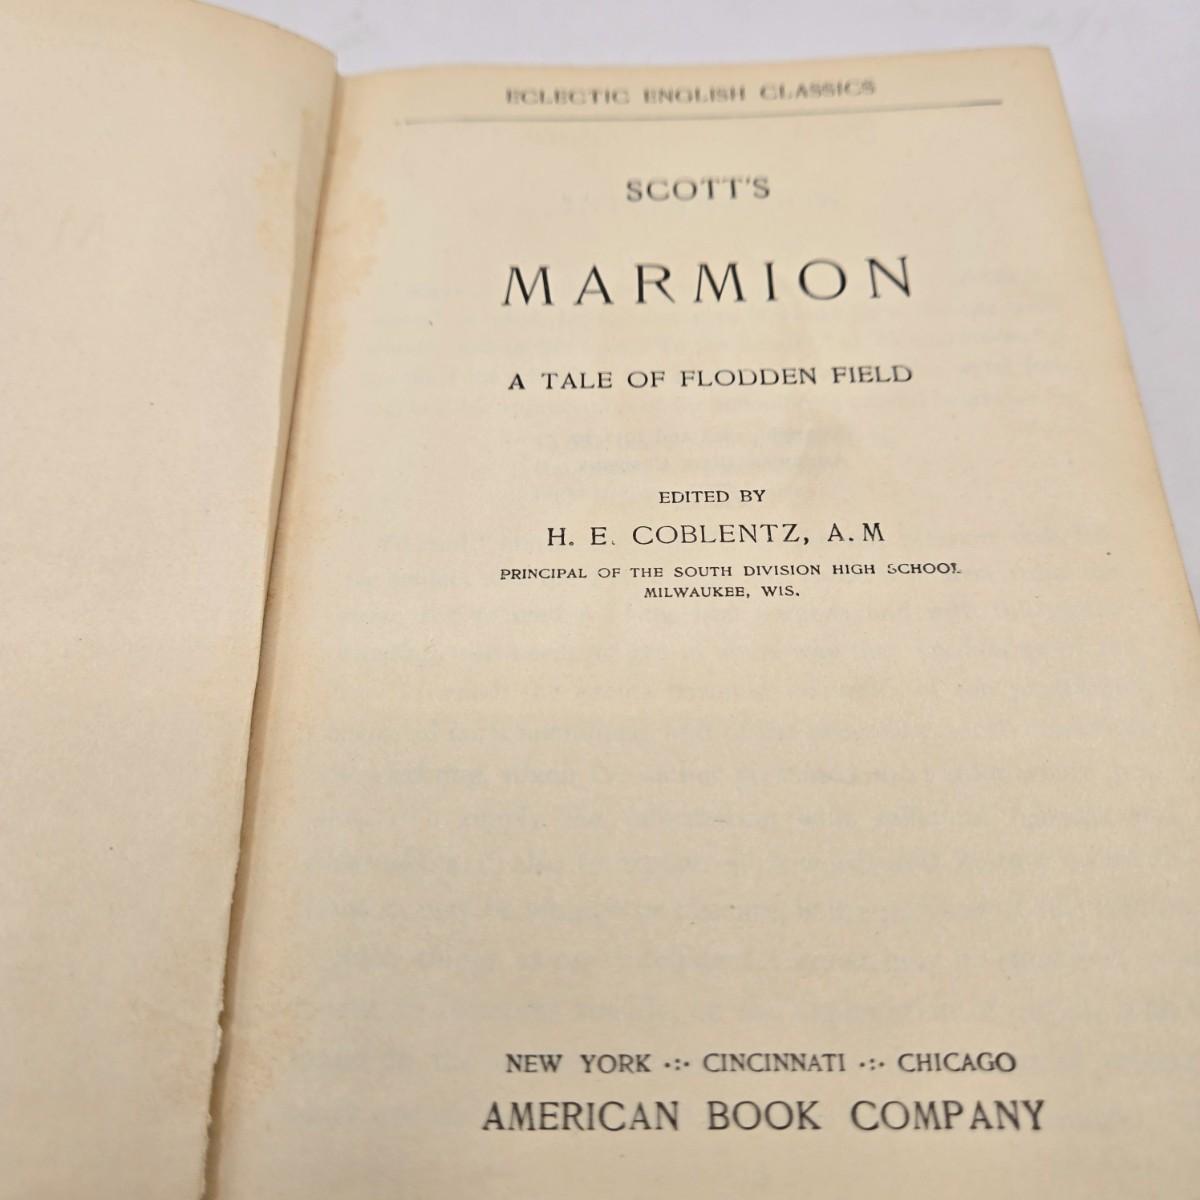 ECLECTIC ENGLISH CLASSICS
SCOTT'S
MARMION
A TALE OF FLODDEN FIELD
EDITED BY
H. E. COBLENTZ, A. M
PRINCIPAL OF THE SOUTH DIVISION HIGH SCHOOL
MILWAUKEE, WIS.
NEW YORK ·:· CINCINNATI ·:· CHICAGO
AMERICAN BOOK COMPANY